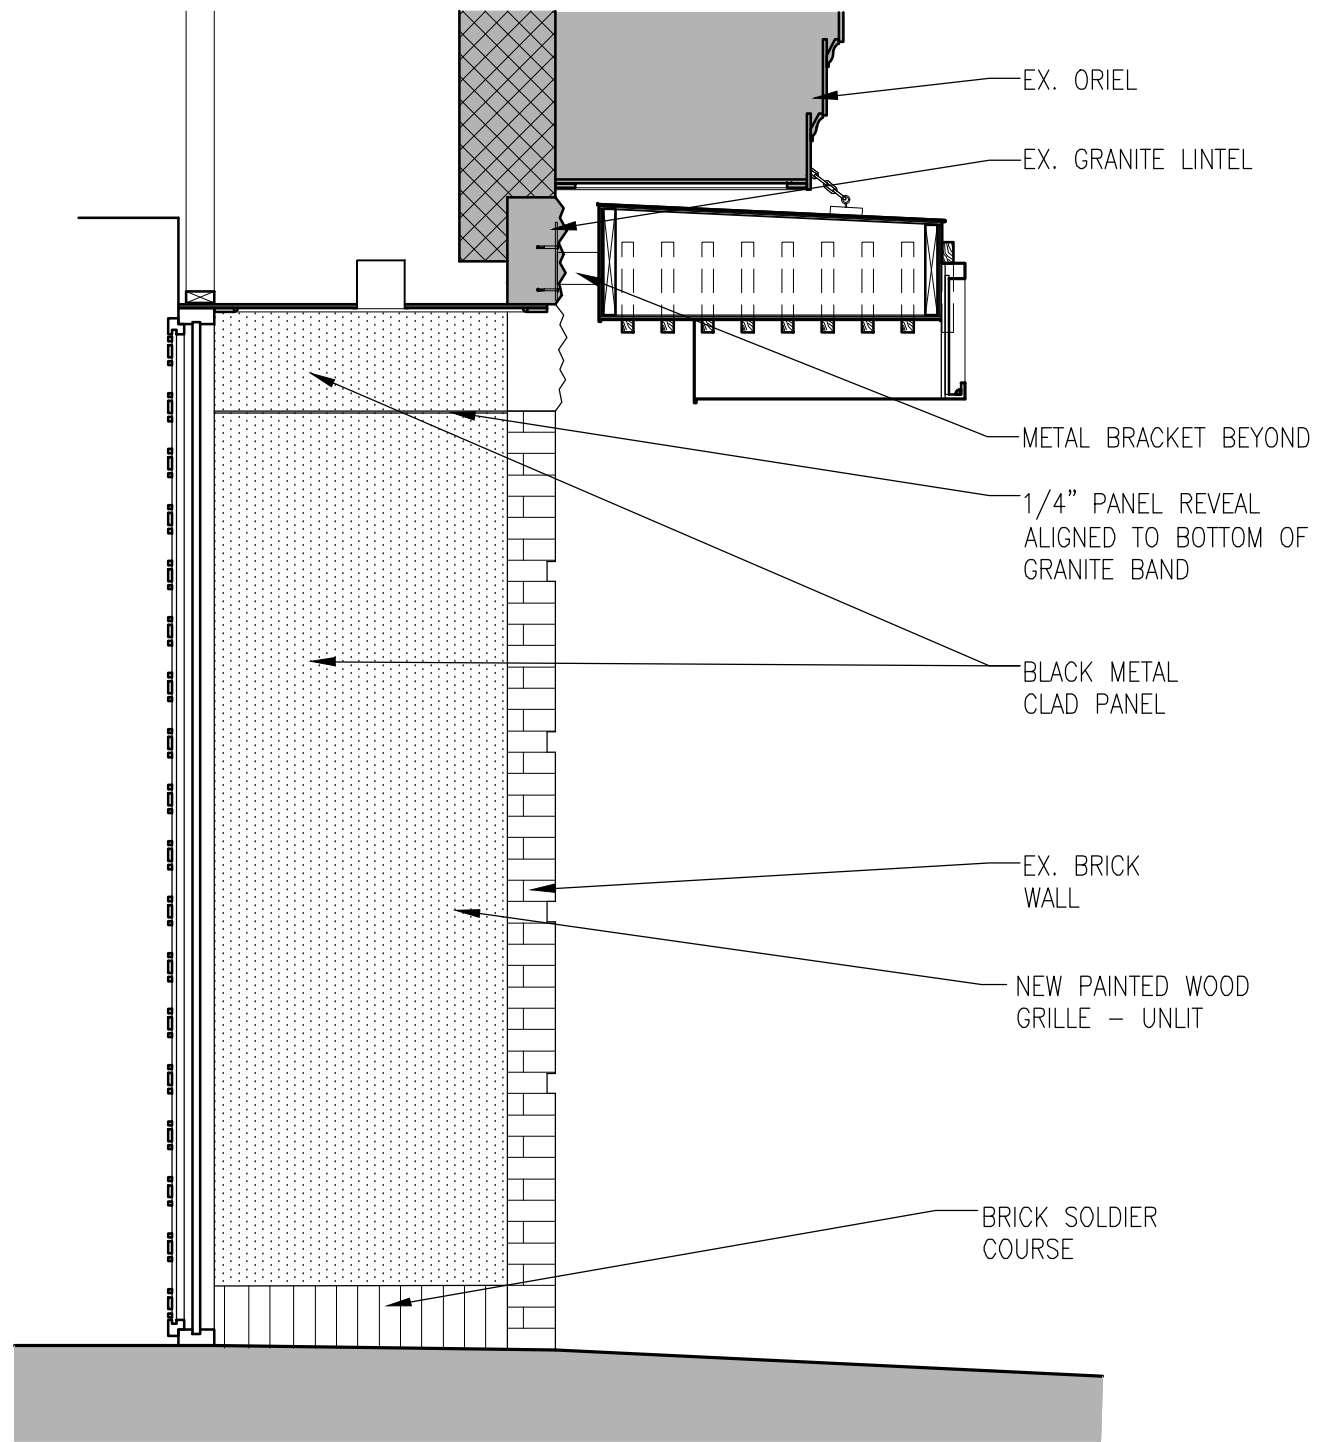 EX. ORIEL
EX. GRANITE LINTEL
METAL BRACKET BEYOND
1/4” PANEL REVEAL
ALIGNED TO BOTTOM OF
GRANITE BAND
BLACK METAL
CLAD PANEL
EX. BRICK
WALL
NEW PAINTED WOOD
GRILLE – UNLIT
BRICK SOLDIER
COURSE